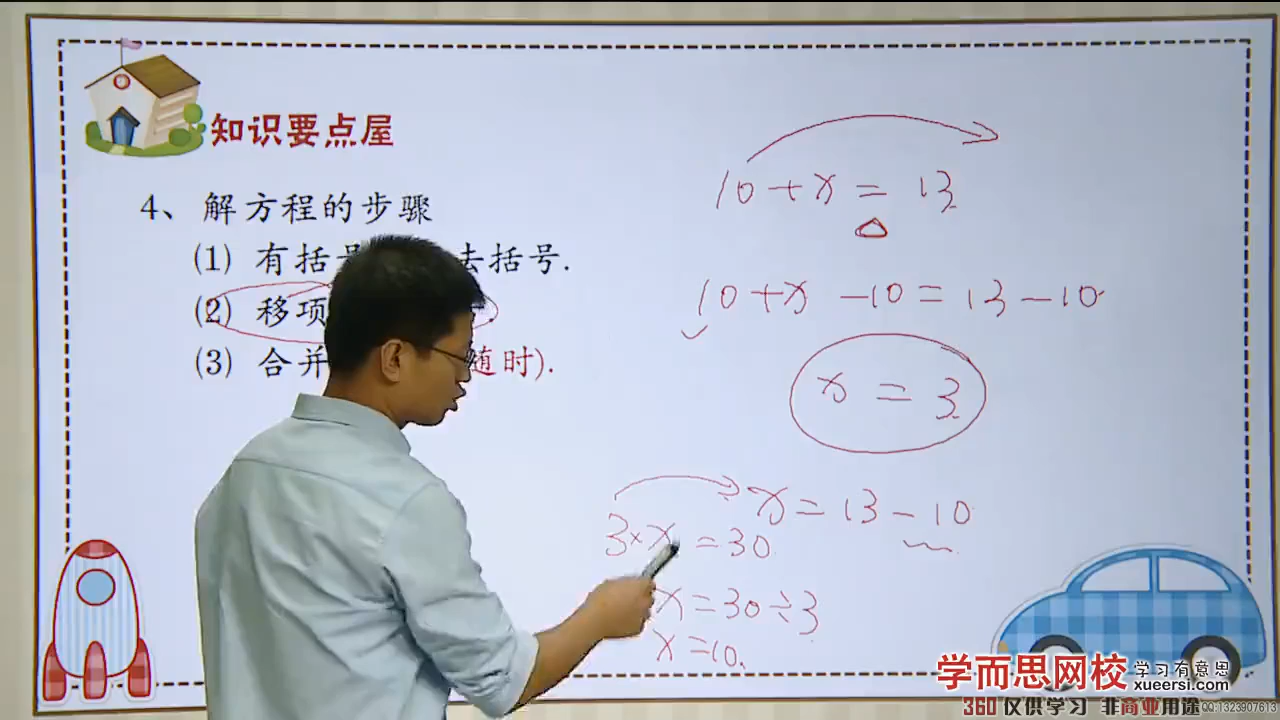 知识要点屋
4、解方程的步骤
(1) 有括号 去括号.
(2) 移项
(3) 合并 随时).
10+x=13
10+x-10=13-10
x=3
x=13-10
3×x=30
x=30÷3
x=10.
学而思网校 学习有意思
xueersi.com
360 仅供学习 非商业用途 QQ:1323907613